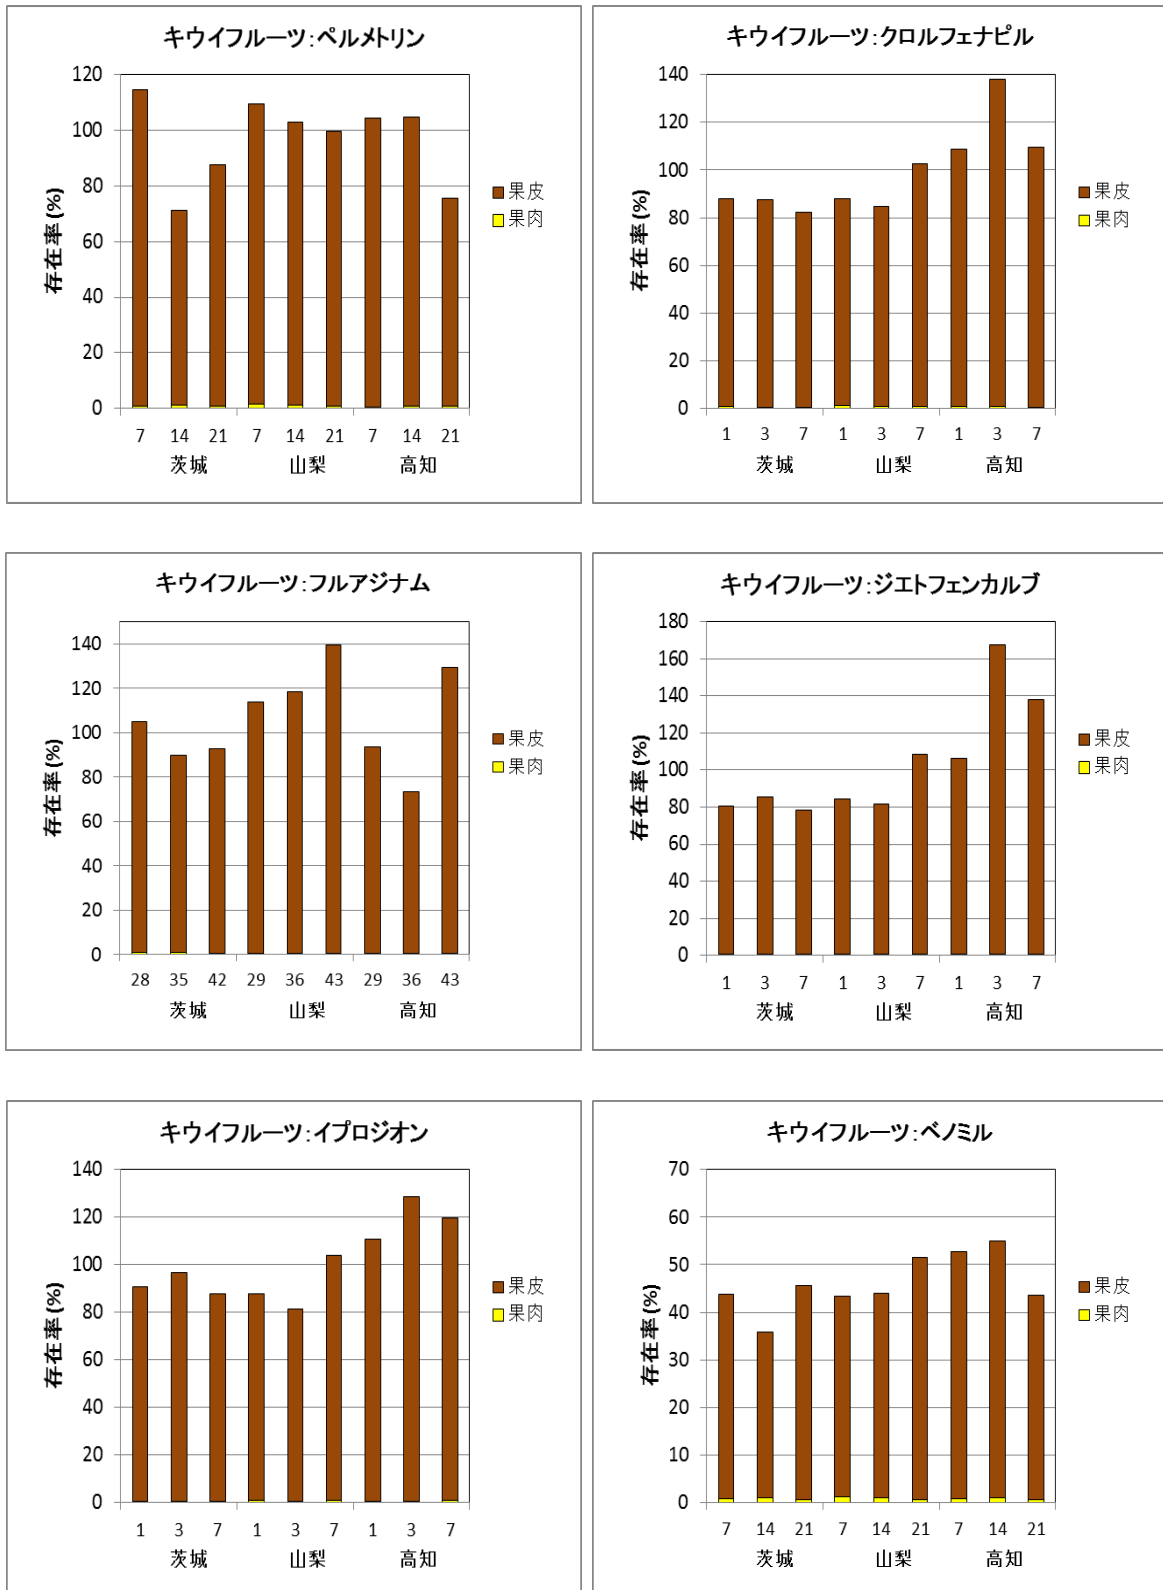 キウイフルーツ:ペルメトリン
120
100
80
60
40
20
0
存在率(%)
果皮
果肉
7 14 21 7 14 21 7 14 21
茨城 山梨 高知
キウイフルーツ:クロルフェナピル
140
120
100
80
60
40
20
0
存在率(%)
果皮
果肉
1 3 7 1 3 7 1 3 7
茨城 山梨 高知
キウイフルーツ:フルアジナム
140
120
100
80
60
40
20
0
存在率(%)
果皮
果肉
28 35 42 29 36 43 29 36 43
茨城 山梨 高知
キウイフルーツ:ジエトフェンカルブ
180
160
140
120
100
80
60
40
20
0
存在率(%)
果皮
果肉
1 3 7 1 3 7 1 3 7
茨城 山梨 高知
キウイフルーツ:イプロジオン
140
120
100
80
60
40
20
0
存在率(%)
果皮
果肉
1 3 7 1 3 7 1 3 7
茨城 山梨 高知
キウイフルーツ:ベノミル
70
60
50
40
30
20
10
0
存在率(%)
果皮
果肉
7 14 21 7 14 21 7 14 21
茨城 山梨 高知